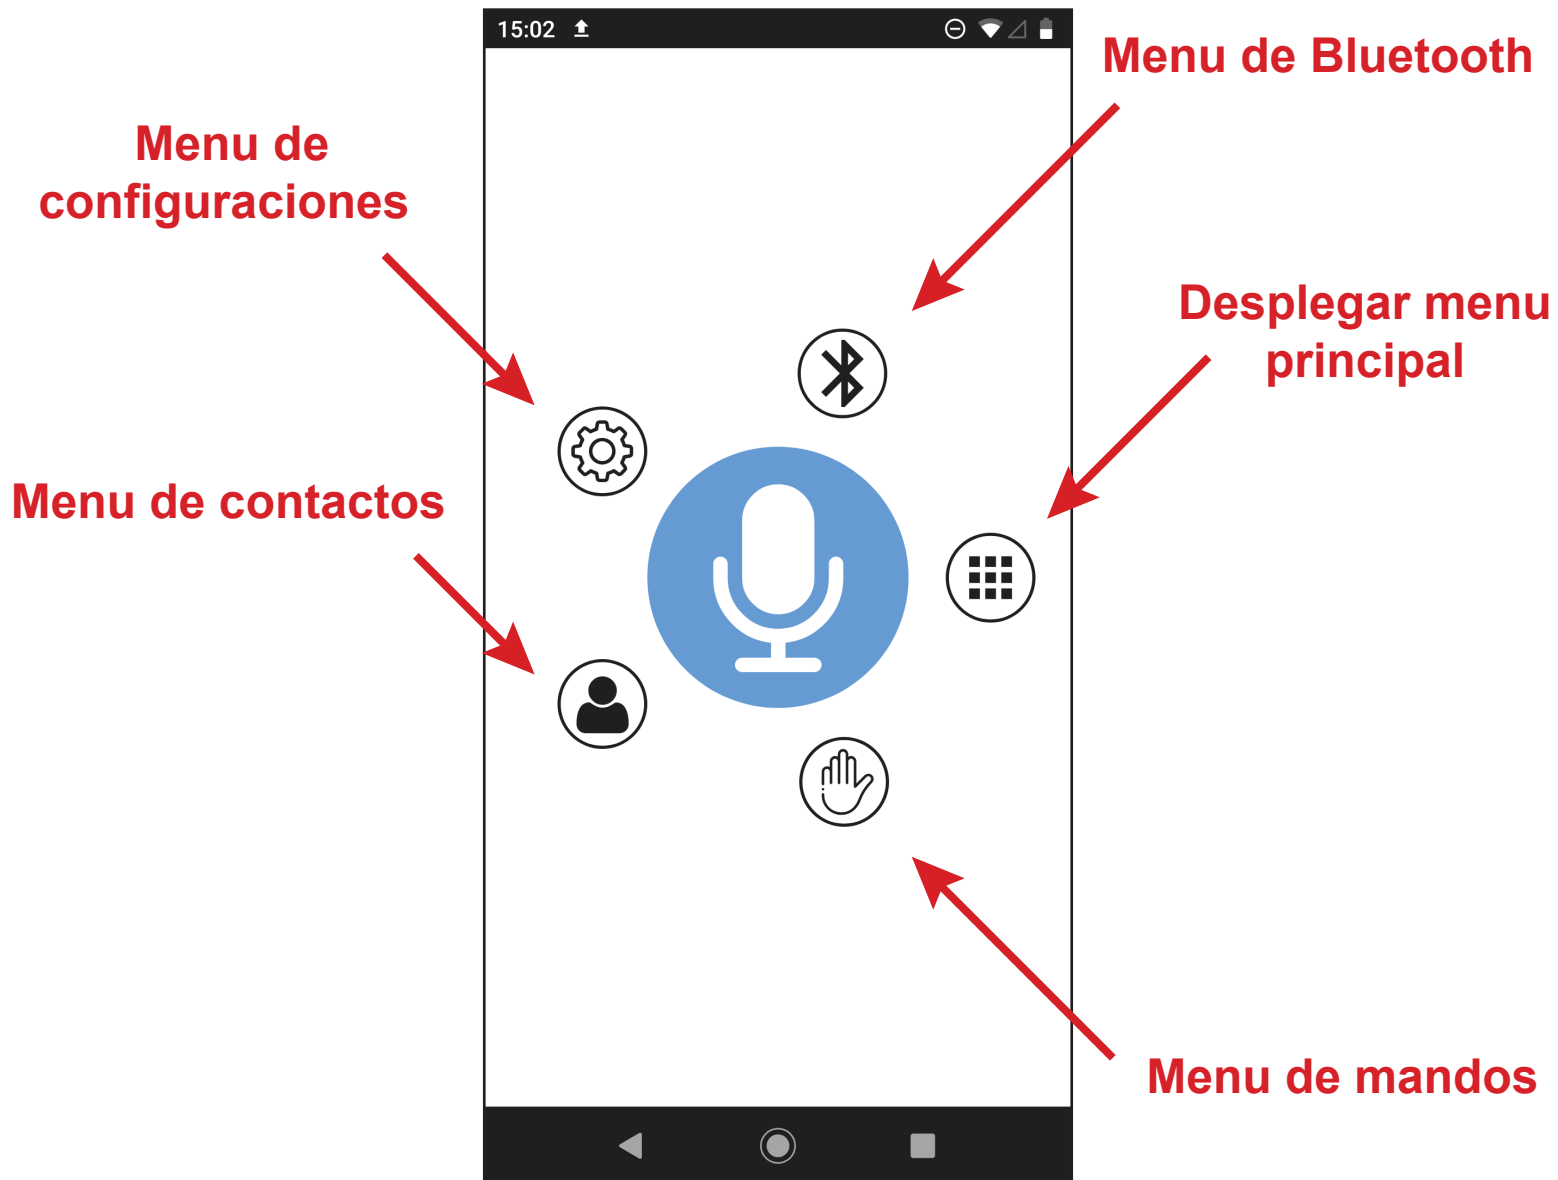 15:02
Menu de Bluetooth
Menu de
configuraciones
Desplegar menu
principal
Menu de contactos
Menu de mandos